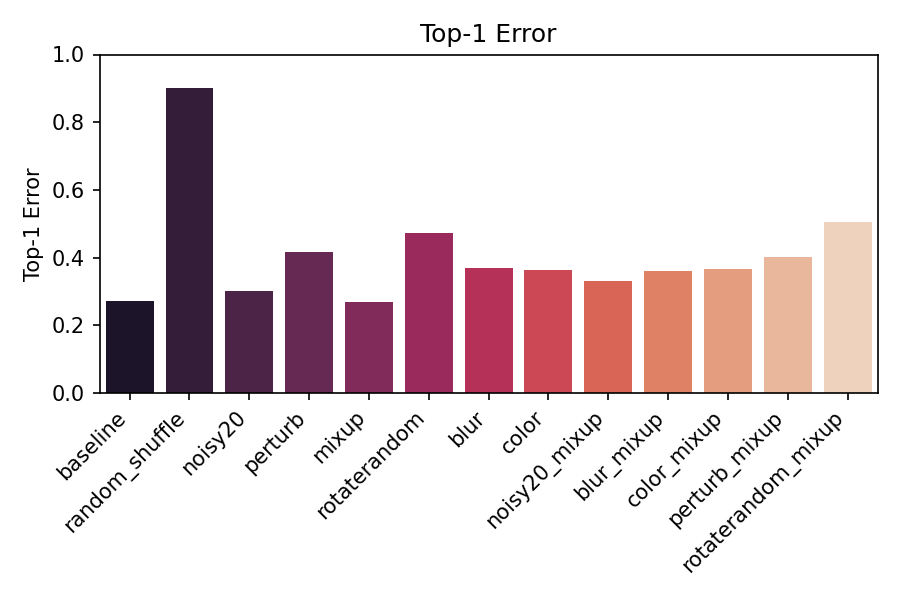 Top-1 Error
Top-1 Error
1.0
0.8
0.6
0.4
0.2
0.0
baseline
random_shuffle
noisy20
perturb
mixup
rotaterandom
blur
color
noisy20_mixup
blur_mixup
color_mixup
perturb_mixup
rotaterandom_mixup